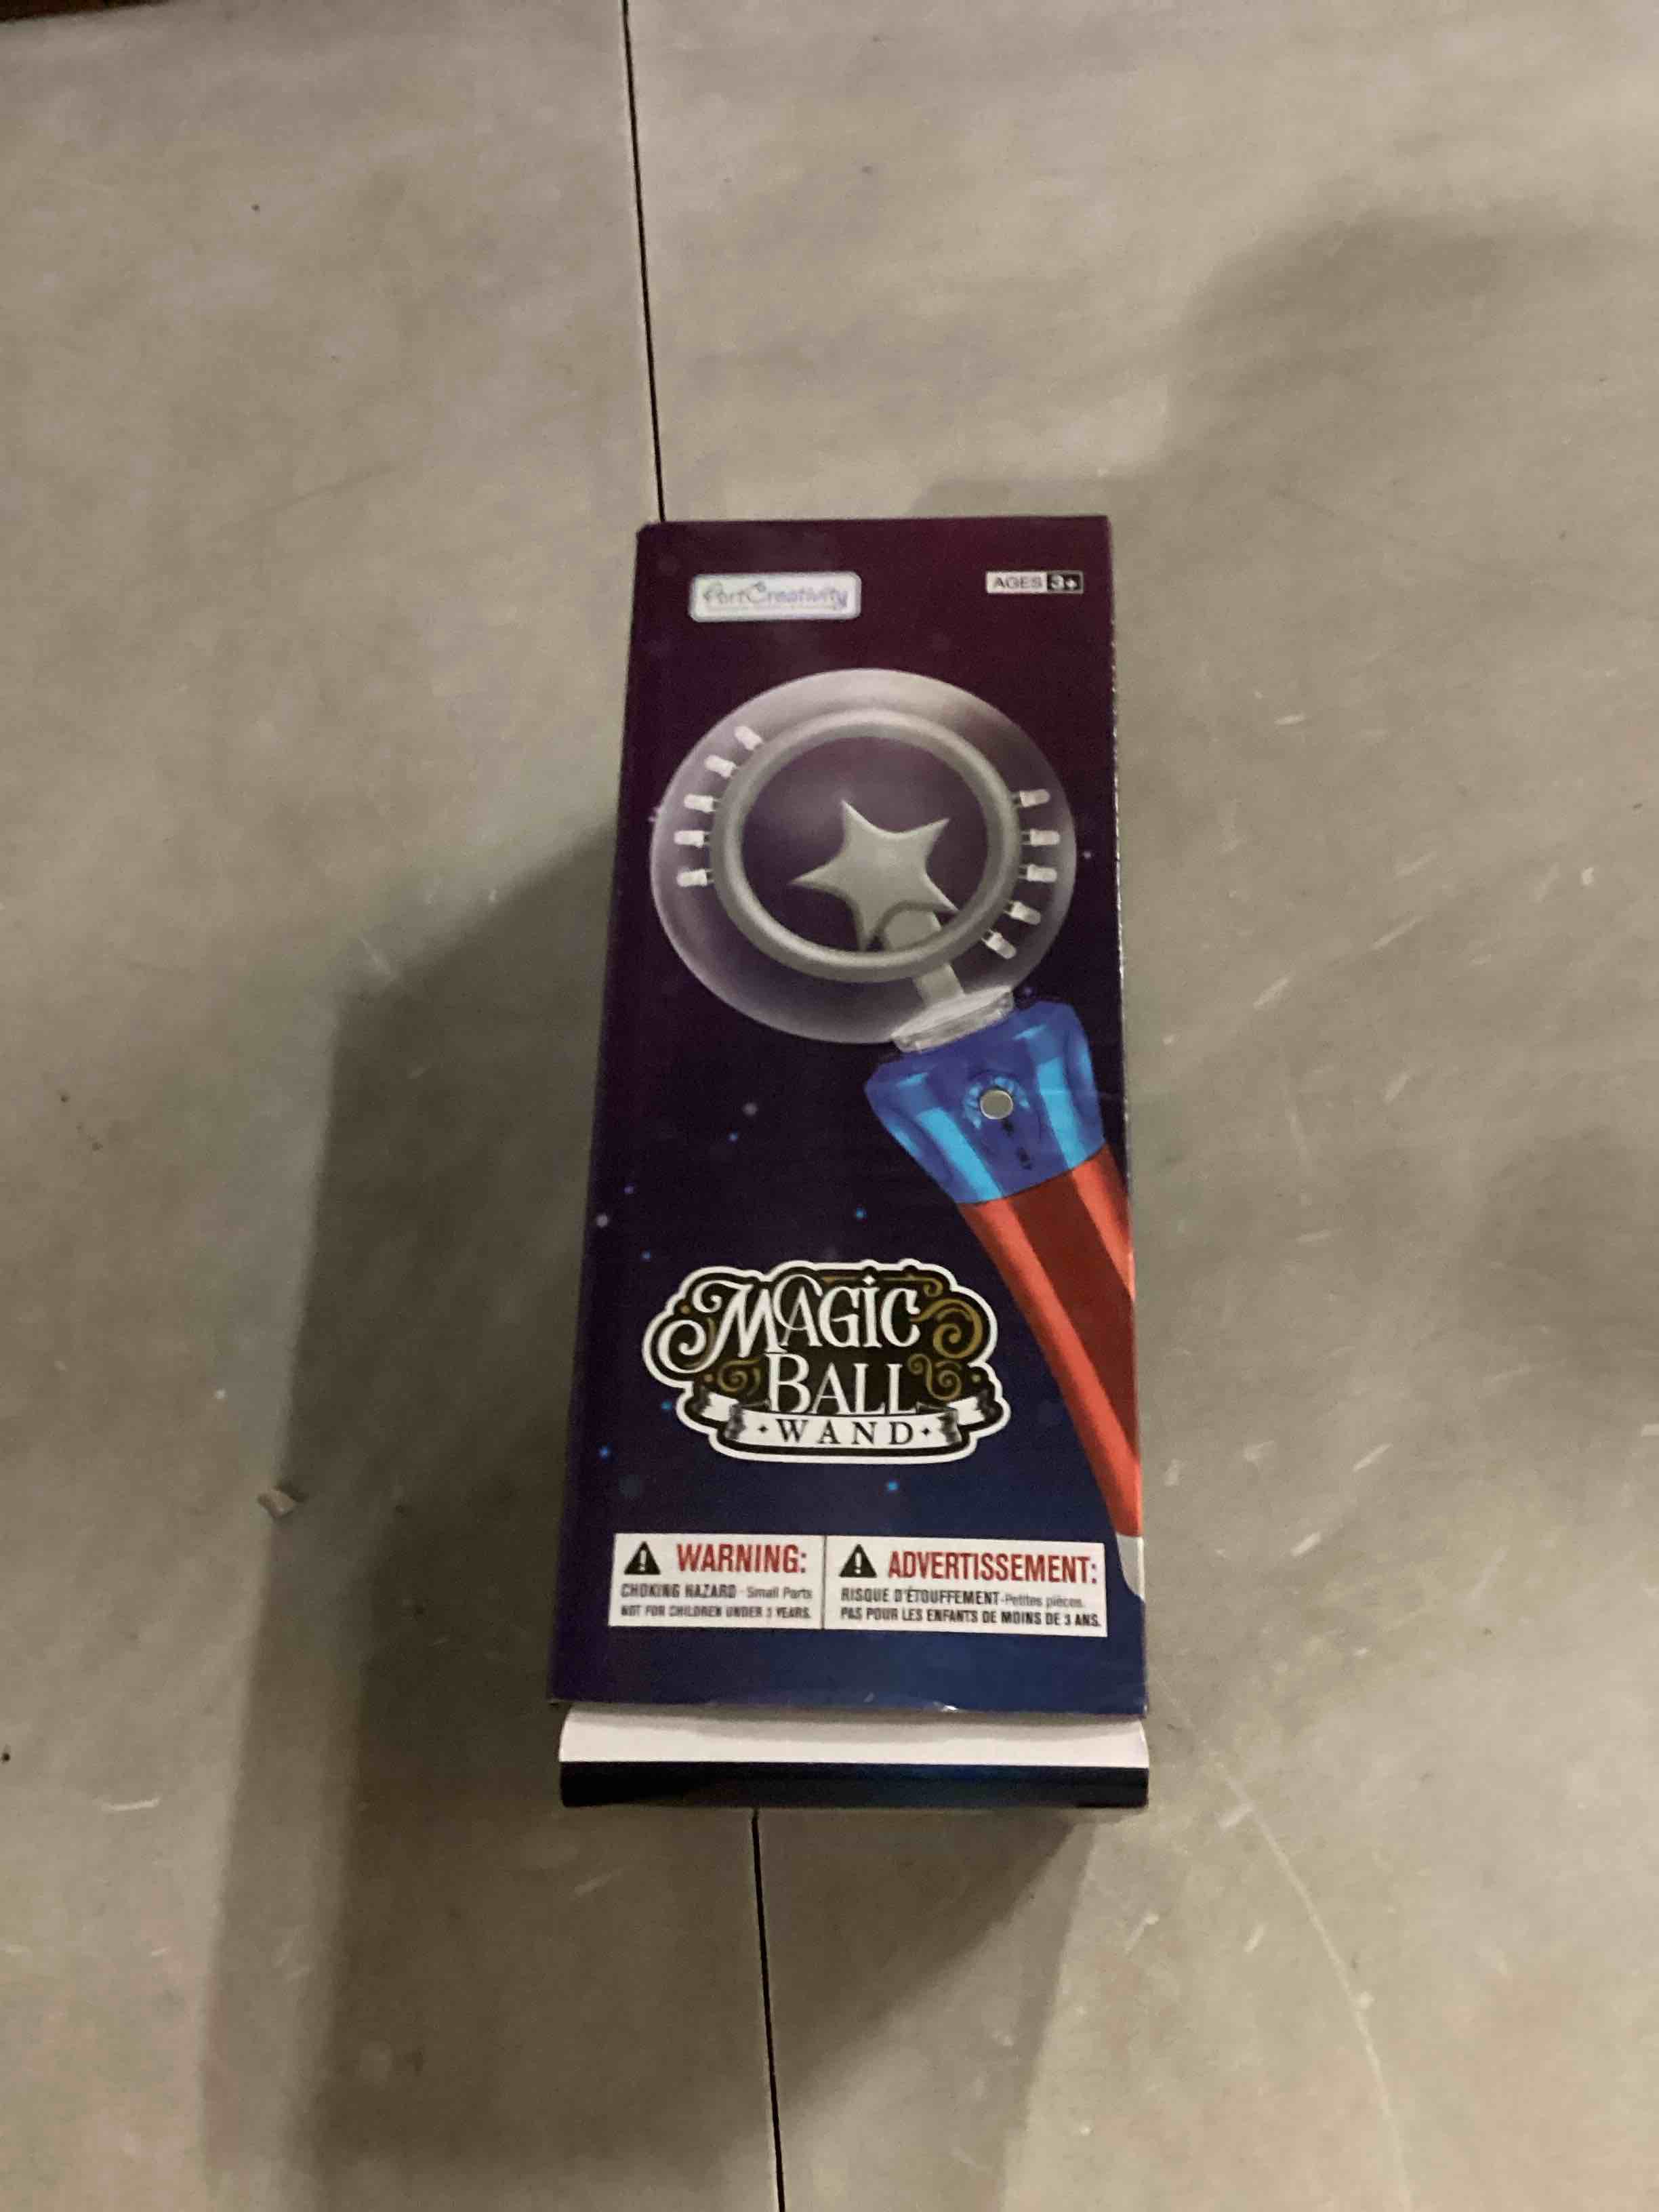 ArtCreativity
AGES 3+
MAGIC
BALL
WAND
WARNING:
CHOKING HAZARD - Small Parts
NOT FOR CHILDREN UNDER 3 YEARS.
ADVERTISSEMENT:
RISQUE D'ÉTOUFFEMENT-Petites pièces.
PAS POUR LES ENFANTS DE MOINS DE 3 ANS.